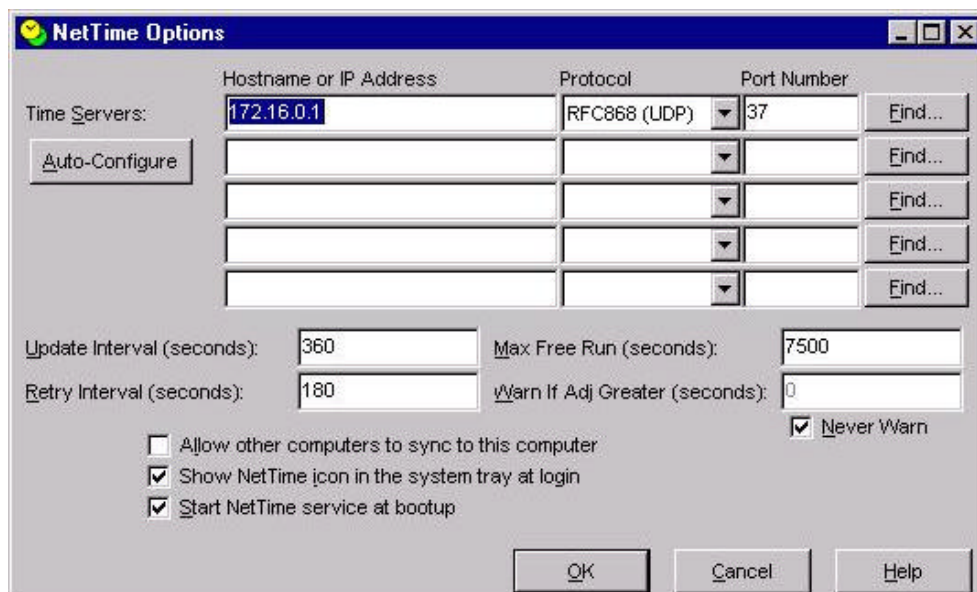 NetTime Options
Hostname or IP Address Protocol Port Number
Time Servers: 172.16.0.1 RFC868 (UDP) 37 Find...
Auto-Configure Find...
Find...
Find...
Find...
Update Interval (seconds): 360 Max Free Run (seconds): 7500
Retry Interval (seconds): 180 Warn If Adj Greater (seconds): 0
Never Warn
Allow other computers to sync to this computer
Show NetTime icon in the system tray at login
Start NetTime service at bootup
OK Cancel Help